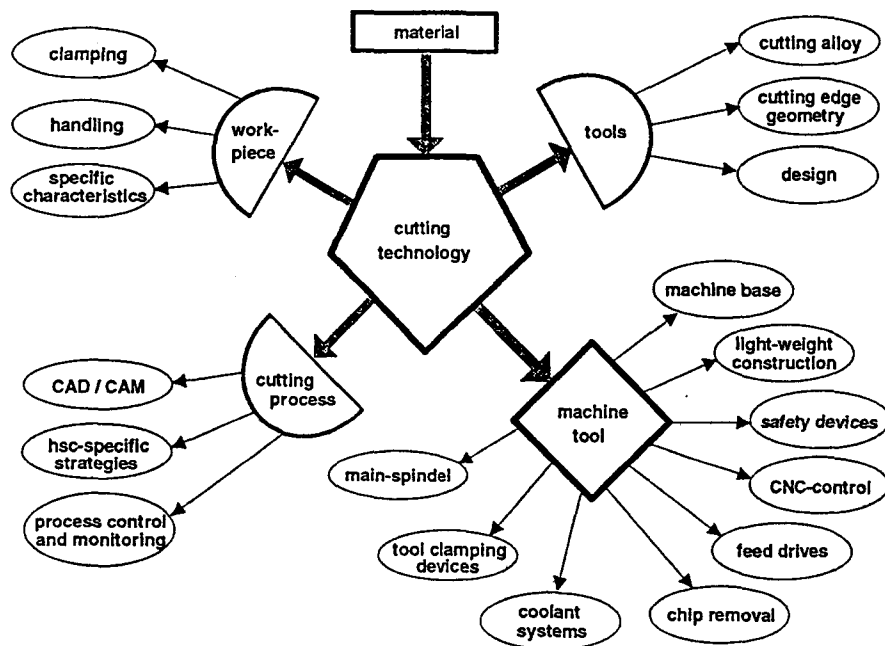 material
clamping
handling
specific
characteristics
work-
piece
tools
cutting alloy
cutting edge
geometry
design
cutting
technology
cutting
process
CAD / CAM
hsc-specific
strategies
process control
and monitoring
machine
tool
machine base
light-weight
construction
safety devices
CNC-control
feed drives
chip removal
coolant
systems
tool clamping
devices
main-spindel